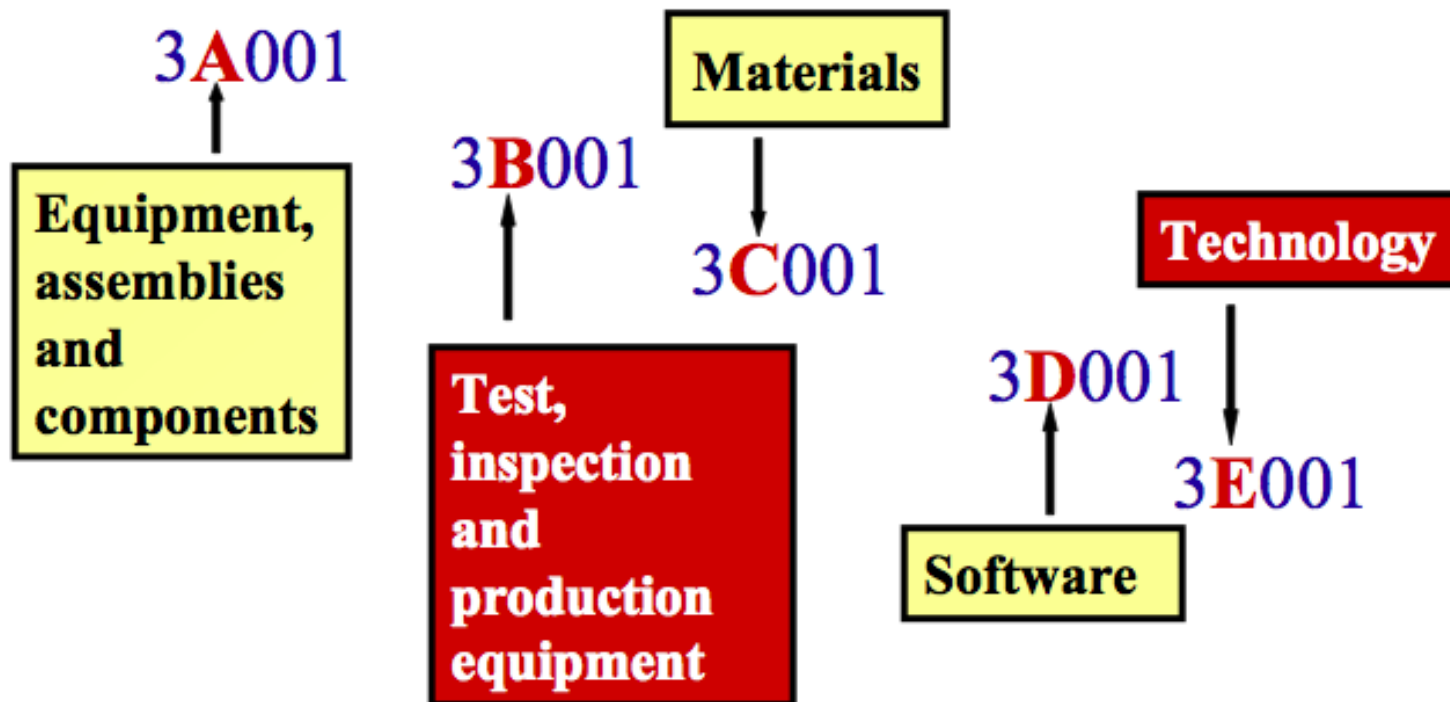 3A001
Equipment,
assemblies
and
components
3B001
Test,
inspection
and
production
equipment
Materials
3C001
3D001
Software
Technology
3E001